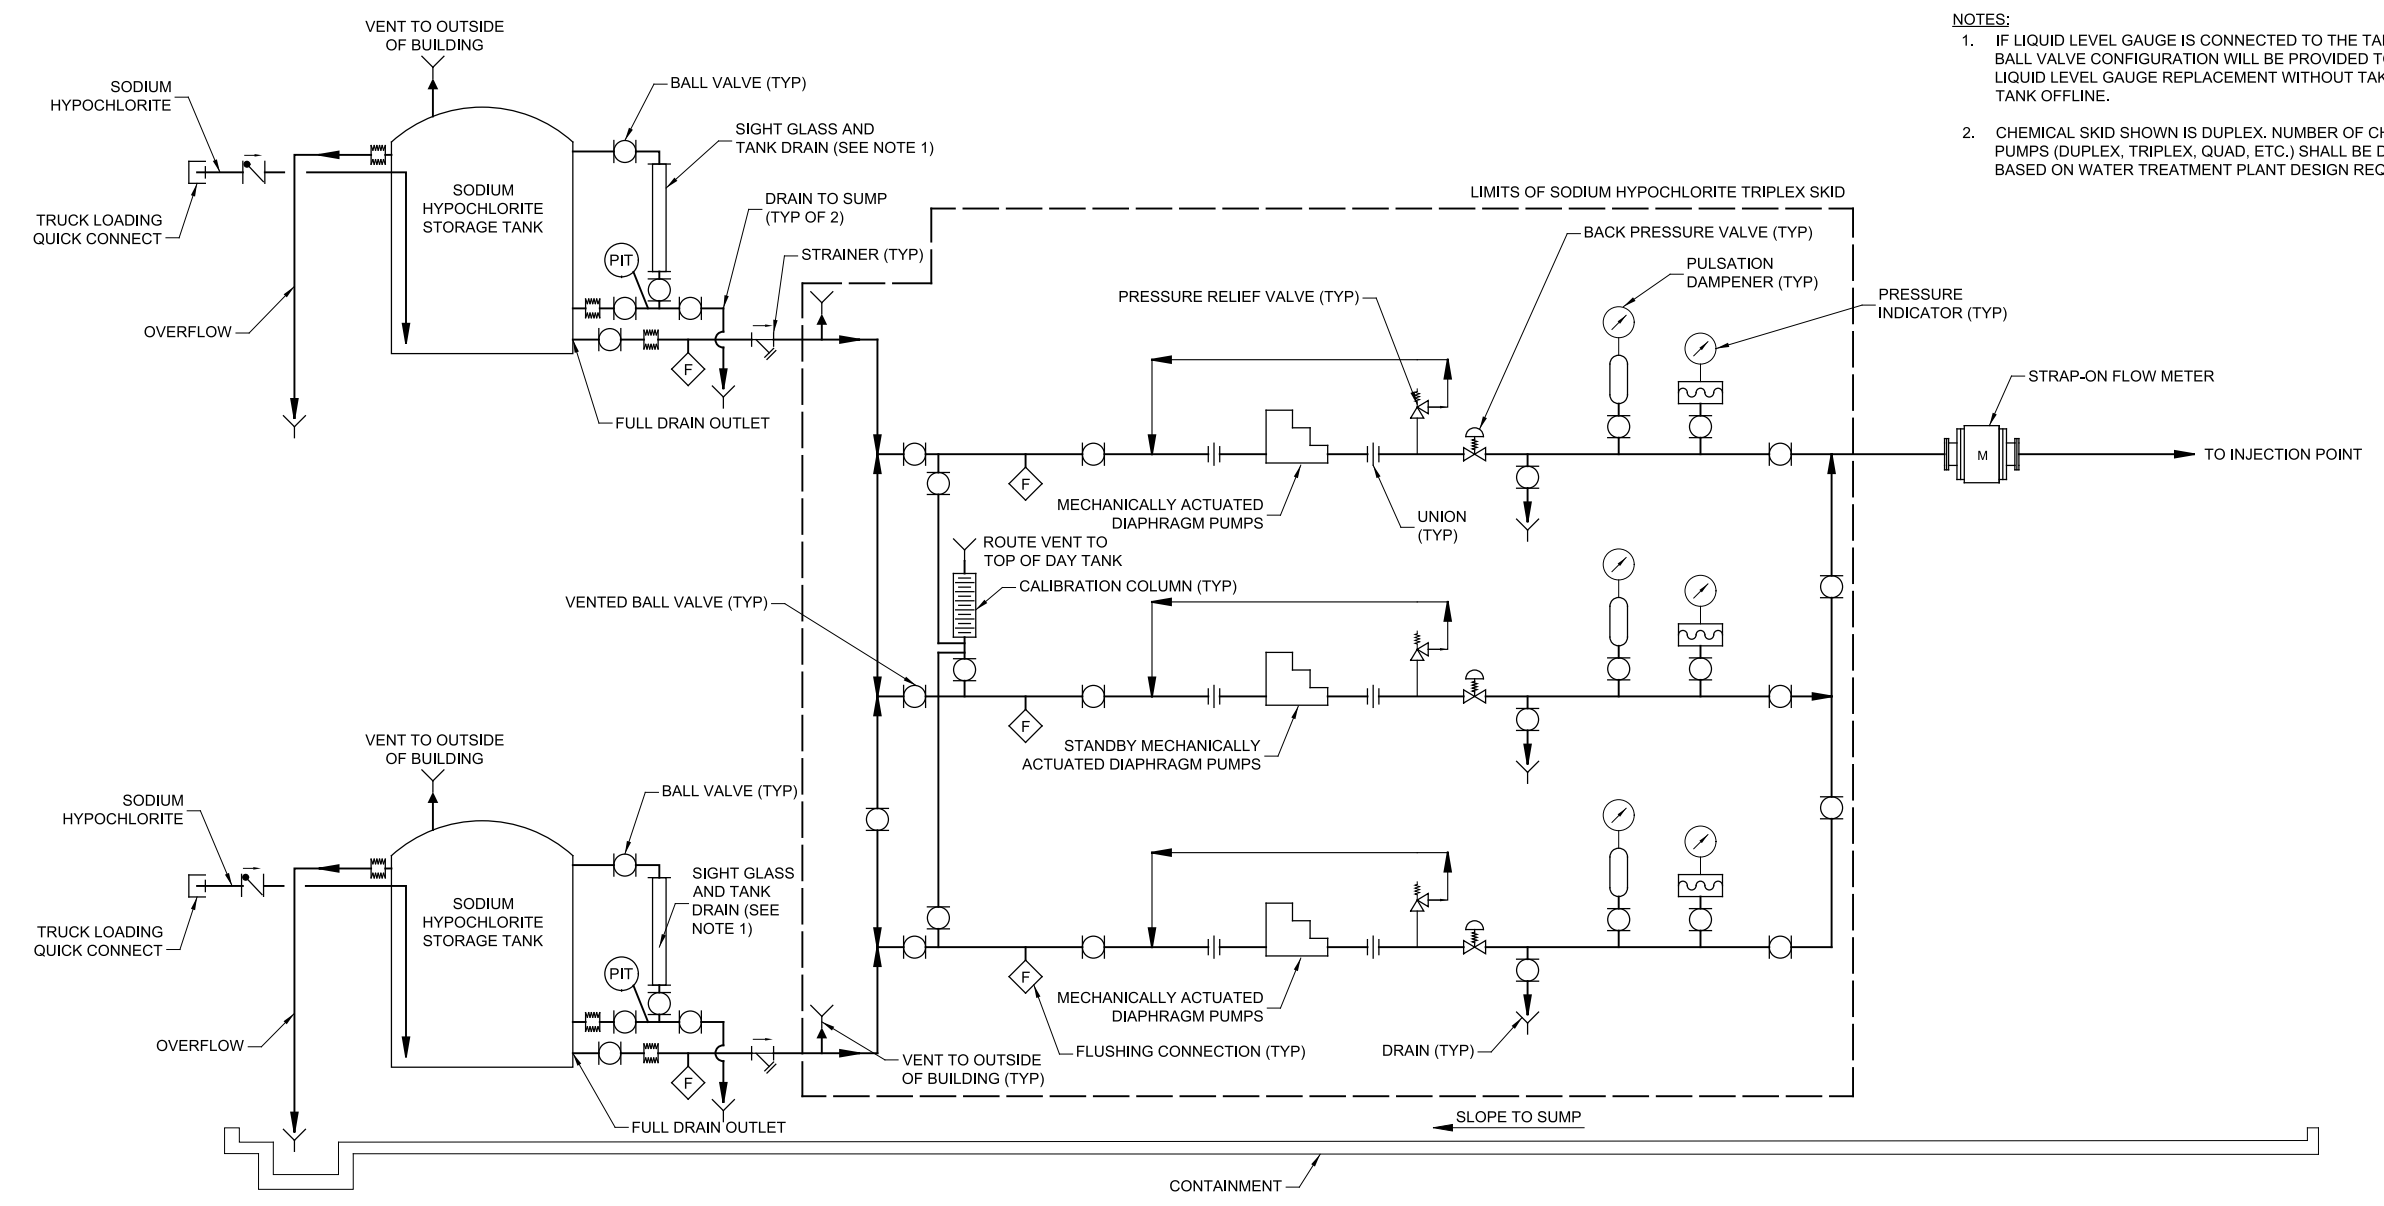 NOTES:
1. IF LIQUID LEVEL GAUGE IS CONNECTED TO THE
BALL VALVE CONFIGURATION WILL BE PROVIDED
LIQUID LEVEL GAUGE REPLACEMENT WITHOUT
TANK OFFLINE.
2. CHEMICAL SKID SHOWN IS DUPLEX. NUMBER OF
PUMPS (DUPLEX, TRIPLEX, QUAD, ETC.) SHALL BE
BASED ON WATER TREATMENT PLANT DESIGN
VENT TO OUTSIDE
OF BUILDING
SODIUM
HYPOCHLORITE
TRUCK LOADING
QUICK CONNECT
OVERFLOW
SODIUM
HYPOCHLORITE
STORAGE TANK
BALL VALVE (TYP)
SIGHT GLASS AND
TANK DRAIN (SEE NOTE 1)
DRAIN TO SUMP
(TYP OF 2)
STRAINER (TYP)
PIT
F
FULL DRAIN OUTLET
LIMITS OF SODIUM HYPOCHLORITE TRIPLEX SKID
BACK PRESSURE VALVE (TYP)
PULSATION
DAMPENER (TYP)
PRESSURE RELIEF VALVE (TYP)
PRESSURE
INDICATOR (TYP)
STRAP-ON FLOW METER
M
TO INJECTION POINT
F
MECHANICALLY ACTUATED
DIAPHRAGM PUMPS
UNION
(TYP)
ROUTE VENT TO
TOP OF DAY TANK
CALIBRATION COLUMN (TYP)
VENTED BALL VALVE (TYP)
F
STANDBY MECHANICALLY
ACTUATED DIAPHRAGM PUMPS
VENT TO OUTSIDE
OF BUILDING
SODIUM
HYPOCHLORITE
TRUCK LOADING
QUICK CONNECT
OVERFLOW
SODIUM
HYPOCHLORITE
STORAGE TANK
BALL VALVE (TYP)
SIGHT GLASS
AND TANK
DRAIN (SEE
NOTE 1)
PIT
F
FULL DRAIN OUTLET
F
MECHANICALLY ACTUATED
DIAPHRAGM PUMPS
FLUSHING CONNECTION (TYP)
DRAIN (TYP)
VENT TO OUTSIDE
OF BUILDING (TYP)
SLOPE TO SUMP
CONTAINMENT